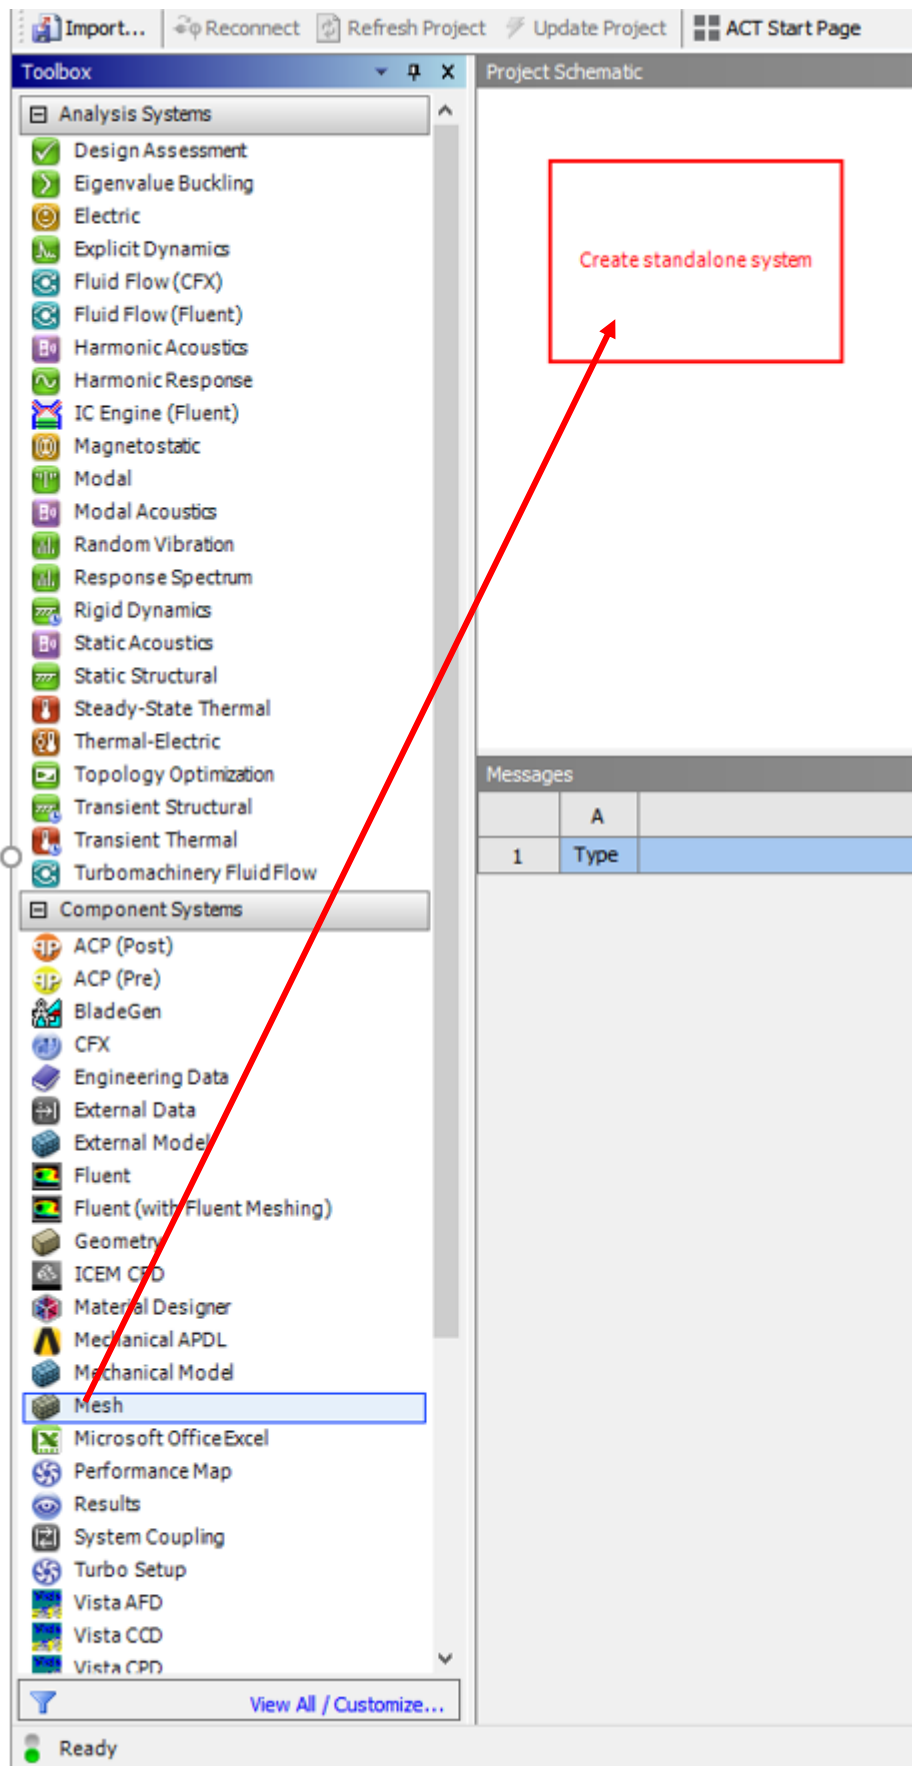 Import... Reconnect Refresh Project Update Project ACT Start Page
Toolbox
Project Schematic
Analysis Systems
Design Assessment
Eigenvalue Buckling
Electric
Explicit Dynamics
Fluid Flow (CFX)
Fluid Flow (Fluent)
Harmonic Acoustics
Harmonic Response
IC Engine (Fluent)
Magnetostatic
Modal
Modal Acoustics
Random Vibration
Response Spectrum
Rigid Dynamics
Static Acoustics
Static Structural
Steady-State Thermal
Thermal-Electric
Topology Optimization
Transient Structural
Transient Thermal
Turbomachinery Fluid Flow
Component Systems
ACP (Post)
ACP (Pre)
BladeGen
CFX
Engineering Data
External Data
External Model
Fluent
Fluent (with Fluent Meshing)
Geometry
ICEM CFD
Material Designer
Mechanical APDL
Mechanical Model
Mesh
Microsoft Office Excel
Performance Map
Results
System Coupling
Turbo Setup
Vista AFD
Vista CCD
Vista CPD
View All / Customize...
Ready
Create standalone system
Messages
A
1 Type